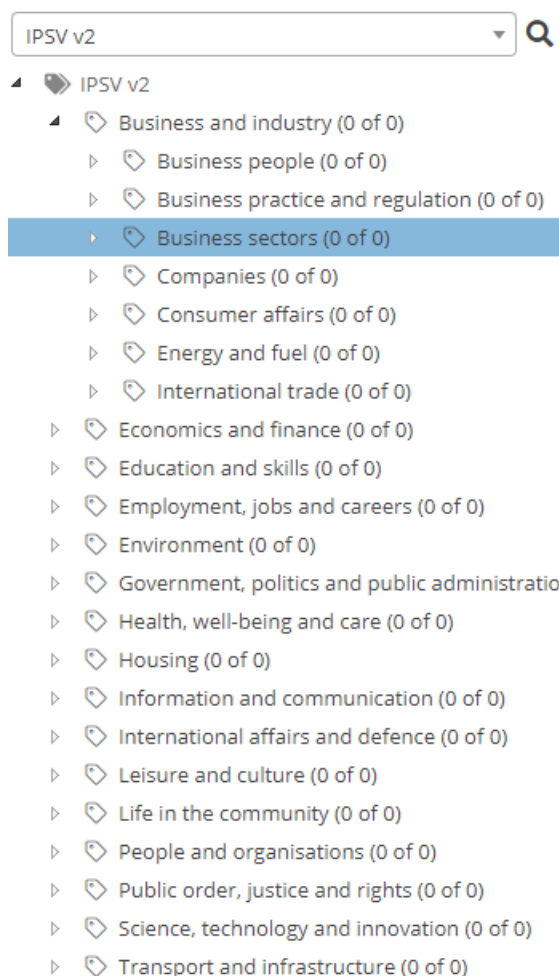 IPSV v2
IPSV v2
Business and industry (0 of 0)
Business people (0 of 0)
Business practice and regulation (0 of 0)
Business sectors (0 of 0)
Companies (0 of 0)
Consumer affairs (0 of 0)
Energy and fuel (0 of 0)
International trade (0 of 0)
Economics and finance (0 of 0)
Education and skills (0 of 0)
Employment, jobs and careers (0 of 0)
Environment (0 of 0)
Government, politics and public administratio
Health, well-being and care (0 of 0)
Housing (0 of 0)
Information and communication (0 of 0)
International affairs and defence (0 of 0)
Leisure and culture (0 of 0)
Life in the community (0 of 0)
People and organisations (0 of 0)
Public order, justice and rights (0 of 0)
Science, technology and innovation (0 of 0)
Transport and infrastructure (0 of 0)